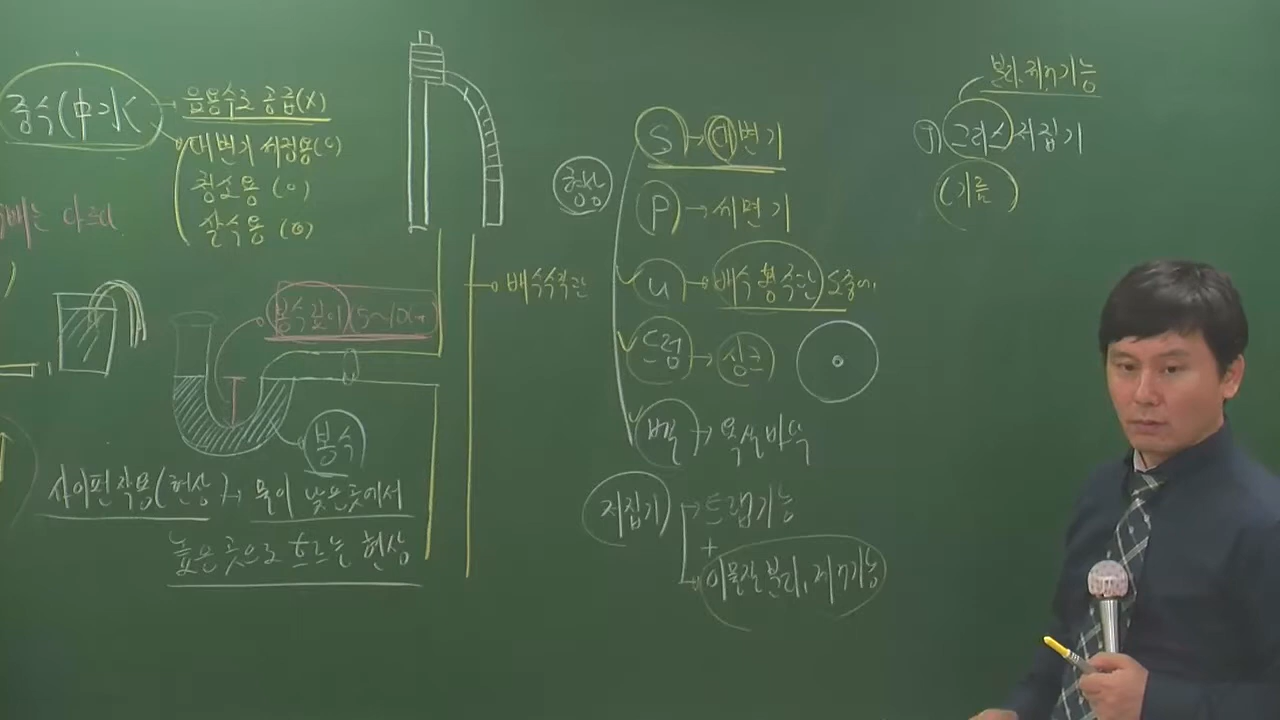 중수(中水
음용수로 공급(X)
대변기 세정용(O)
청소용 (O)
살수용 (O)
다르다
봉수깊이(5~10cm)
봉수
배수수직관
사이펀작용(현상)→ 물이 낮은곳에서
높은 곳으로 흐르는 현상
형상
S → 대변기
P → 세면기
U → 배수 횡주관 도중에
드럼 → 싱크
벨 → 욕실바닥
저집기 → 트랩기능
+
이물질 분리, 제거기능
분리.제거기능
1) 그리스 저집기
(기름)